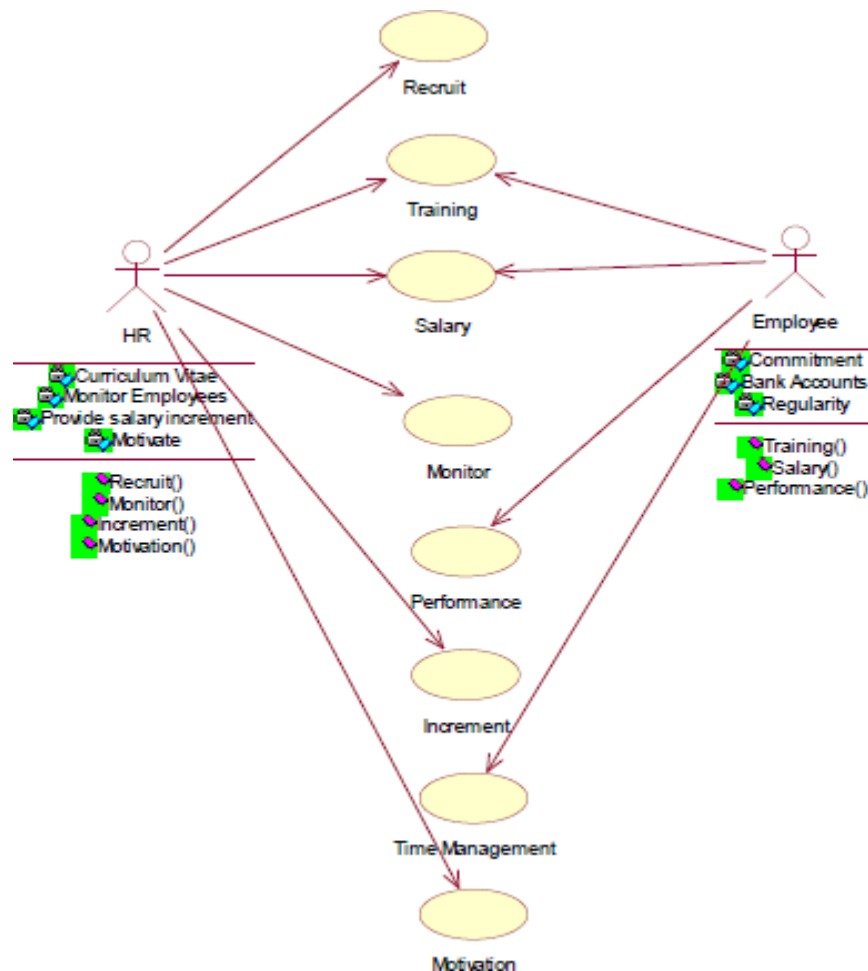 Recruit
Training
Salary
HR
Curriculum Vitae
Monitor Employees
Provide salary increment
Motivate
Recruit()
Monitor()
Increment()
Motivation()
Employee
Commitment
Bank Accounts
Regularity
Training()
Salary()
Performance()
Monitor
Performance
Increment
Time Management
Motivation